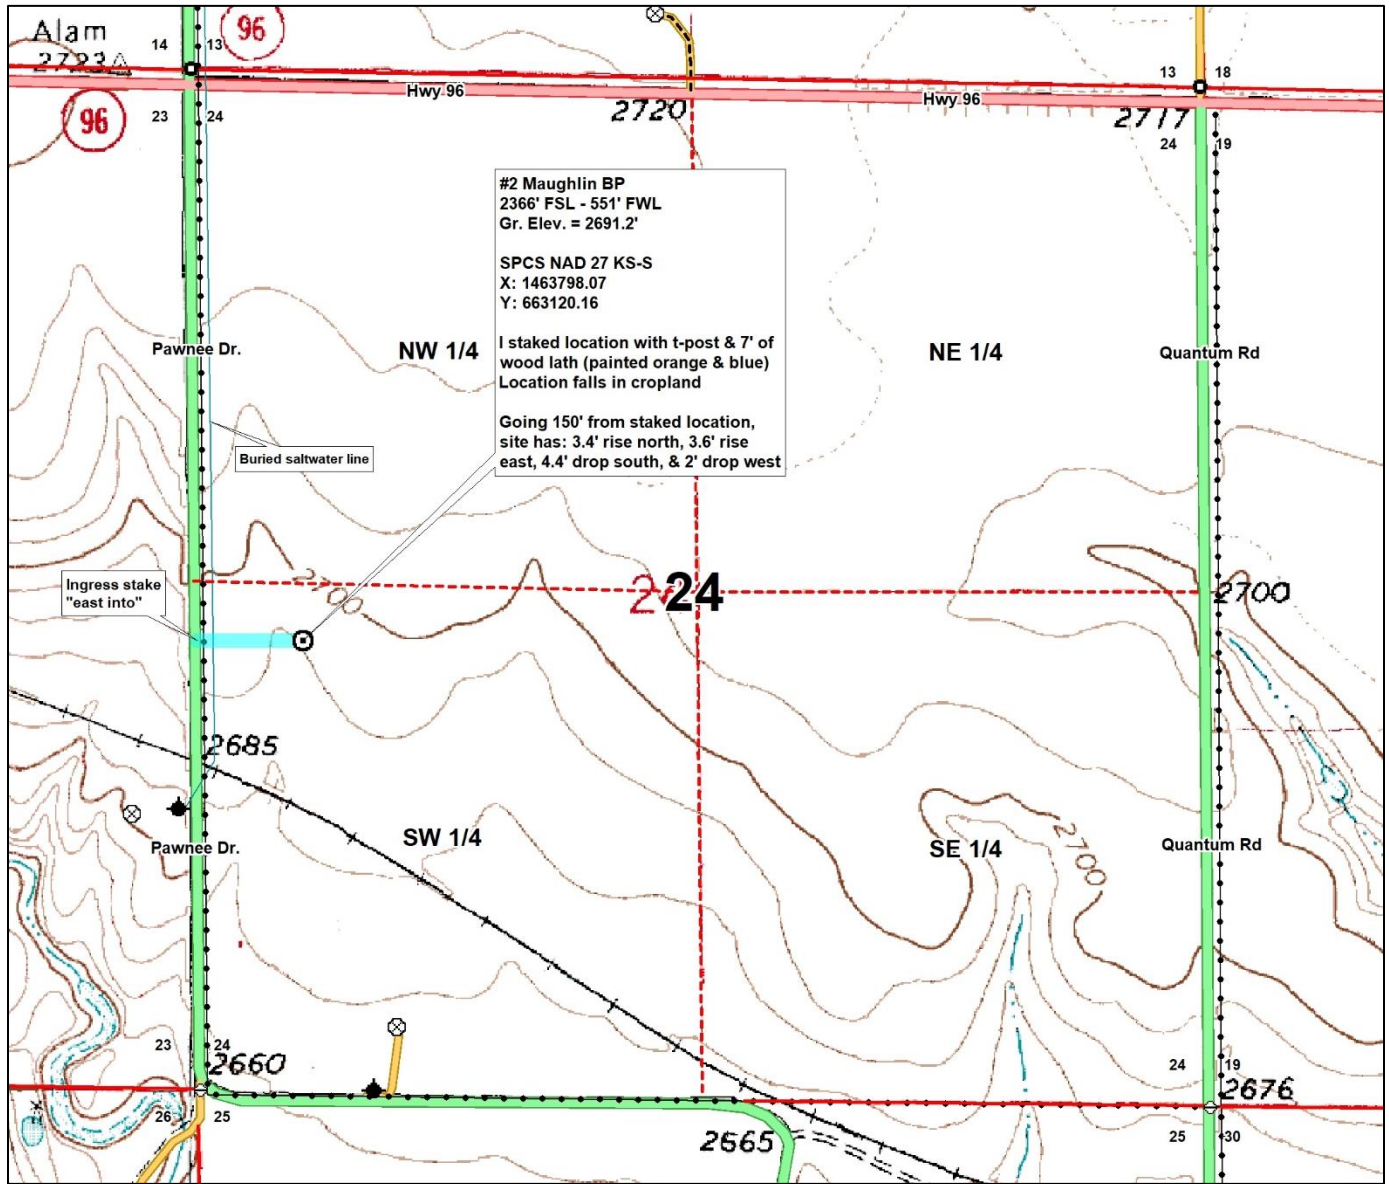 Alam
2723
96
96
14
13
13
18
Hwy 96
Hwy 96
2720
2717
23
24
24
19
#2 Maughlin BP
2366' FSL - 551' FWL
Gr. Elev. = 2691.2'
SPCS NAD 27 KS-S
X: 1463798.07
Y: 663120.16
I staked location with t-post & 7' of
wood lath (painted orange & blue)
Location falls in cropland
Going 150' from staked location,
site has: 3.4' rise north, 3.6' rise
east, 4.4' drop south, & 2' drop west
Pawnee Dr.
NW 1/4
NE 1/4
Quantum Rd
Buried saltwater line
Ingress stake
"east into"
2700
24
2700
2685
Pawnee Dr.
SW 1/4
SE 1/4
2700
Quantum Rd
23
24
2660
24
19
2676
26
25
2665
25
30